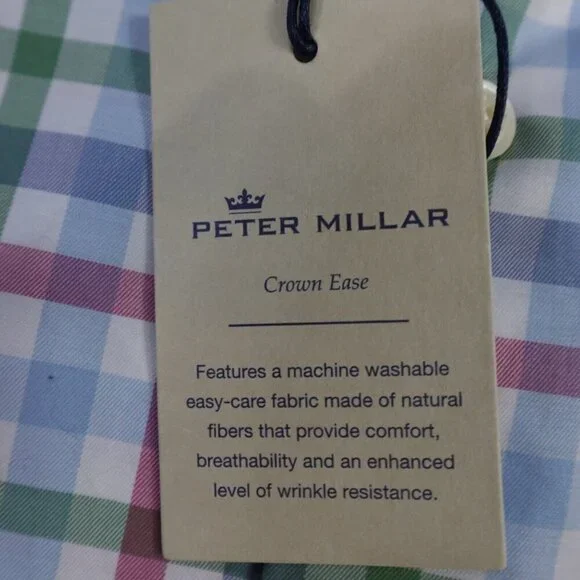 PETER MILLAR
Crown Ease
Features a machine washable
easy-care fabric made of natural
fibers that provide comfort,
breathability and an enhanced
level of wrinkle resistance.